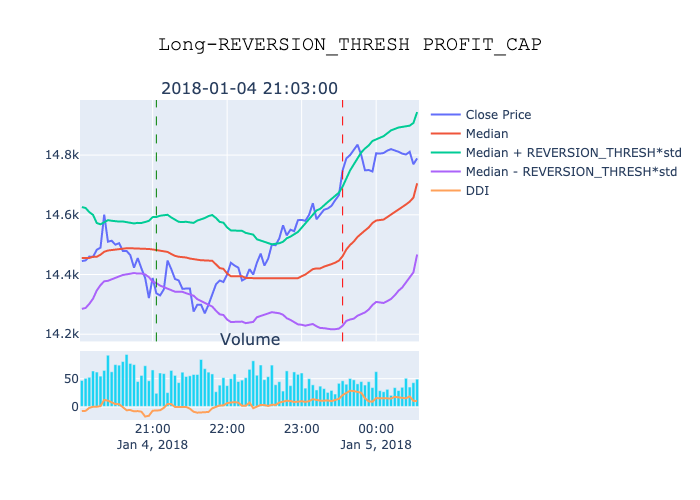 Long-REVERSION_THRESH PROFIT_CAP
2018-01-04 21:03:00
14.8k
14.6k
14.4k
14.2k
Close Price
Median
Median + REVERSION_THRESH*std
Median - REVERSION_THRESH*std
DDI
Volume
50
0
21:00
22:00
23:00
00:00
Jan 4, 2018
Jan 5, 2018